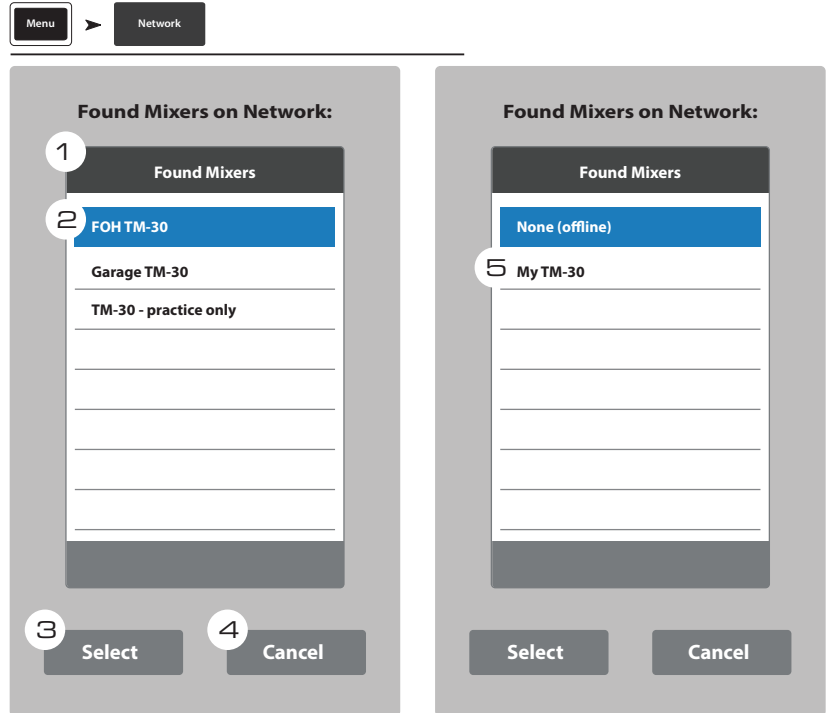 Menu
Network
Found Mixers on Network:
1
Found Mixers
2
FOH TM-30
Garage TM-30
TM-30 - practice only
3
Select
4
Cancel
Found Mixers on Network:
Found Mixers
None (offline)
5
My TM-30
Select
Cancel